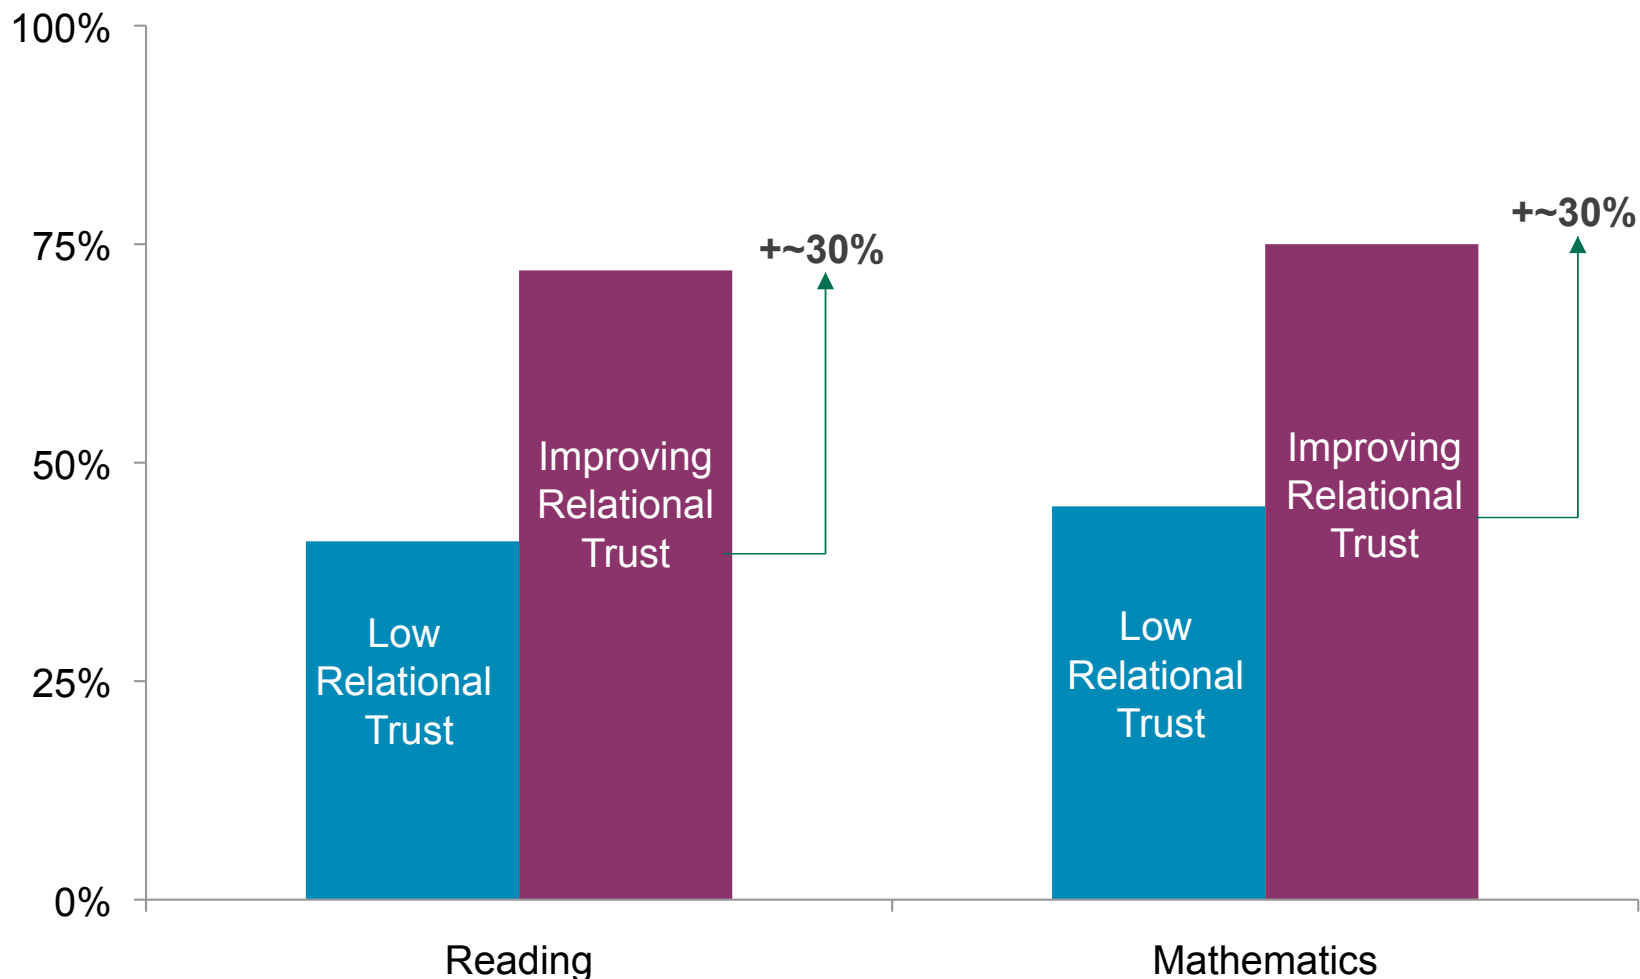 100%
75%
50%
25%
0%
+~30%
+~30%
Improving
Relational
Trust
Low
Relational
Trust
Improving
Relational
Trust
Low
Relational
Trust
Reading
Mathematics